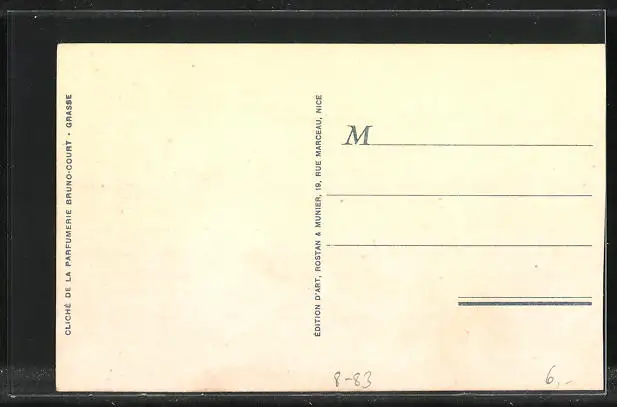 CLICHÉ DE LA PARFUMERIE BRUNO-COURT - GRASSE
ÉDITION D'ART, ROSTAN & MUNIER, 19, RUE MARCEAU, NICE
M
8-83
6,-